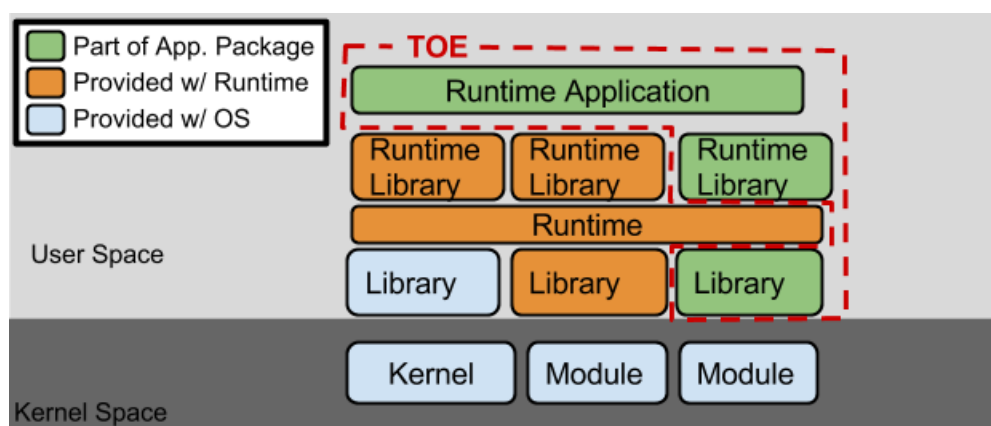 Part of App. Package
Provided w/ Runtime
Provided w/ OS
TOE
Runtime Application
Runtime
Library
Runtime
Library
Runtime
Library
Runtime
User Space
Library
Library
Library
Kernel
Module
Module
Kernel Space